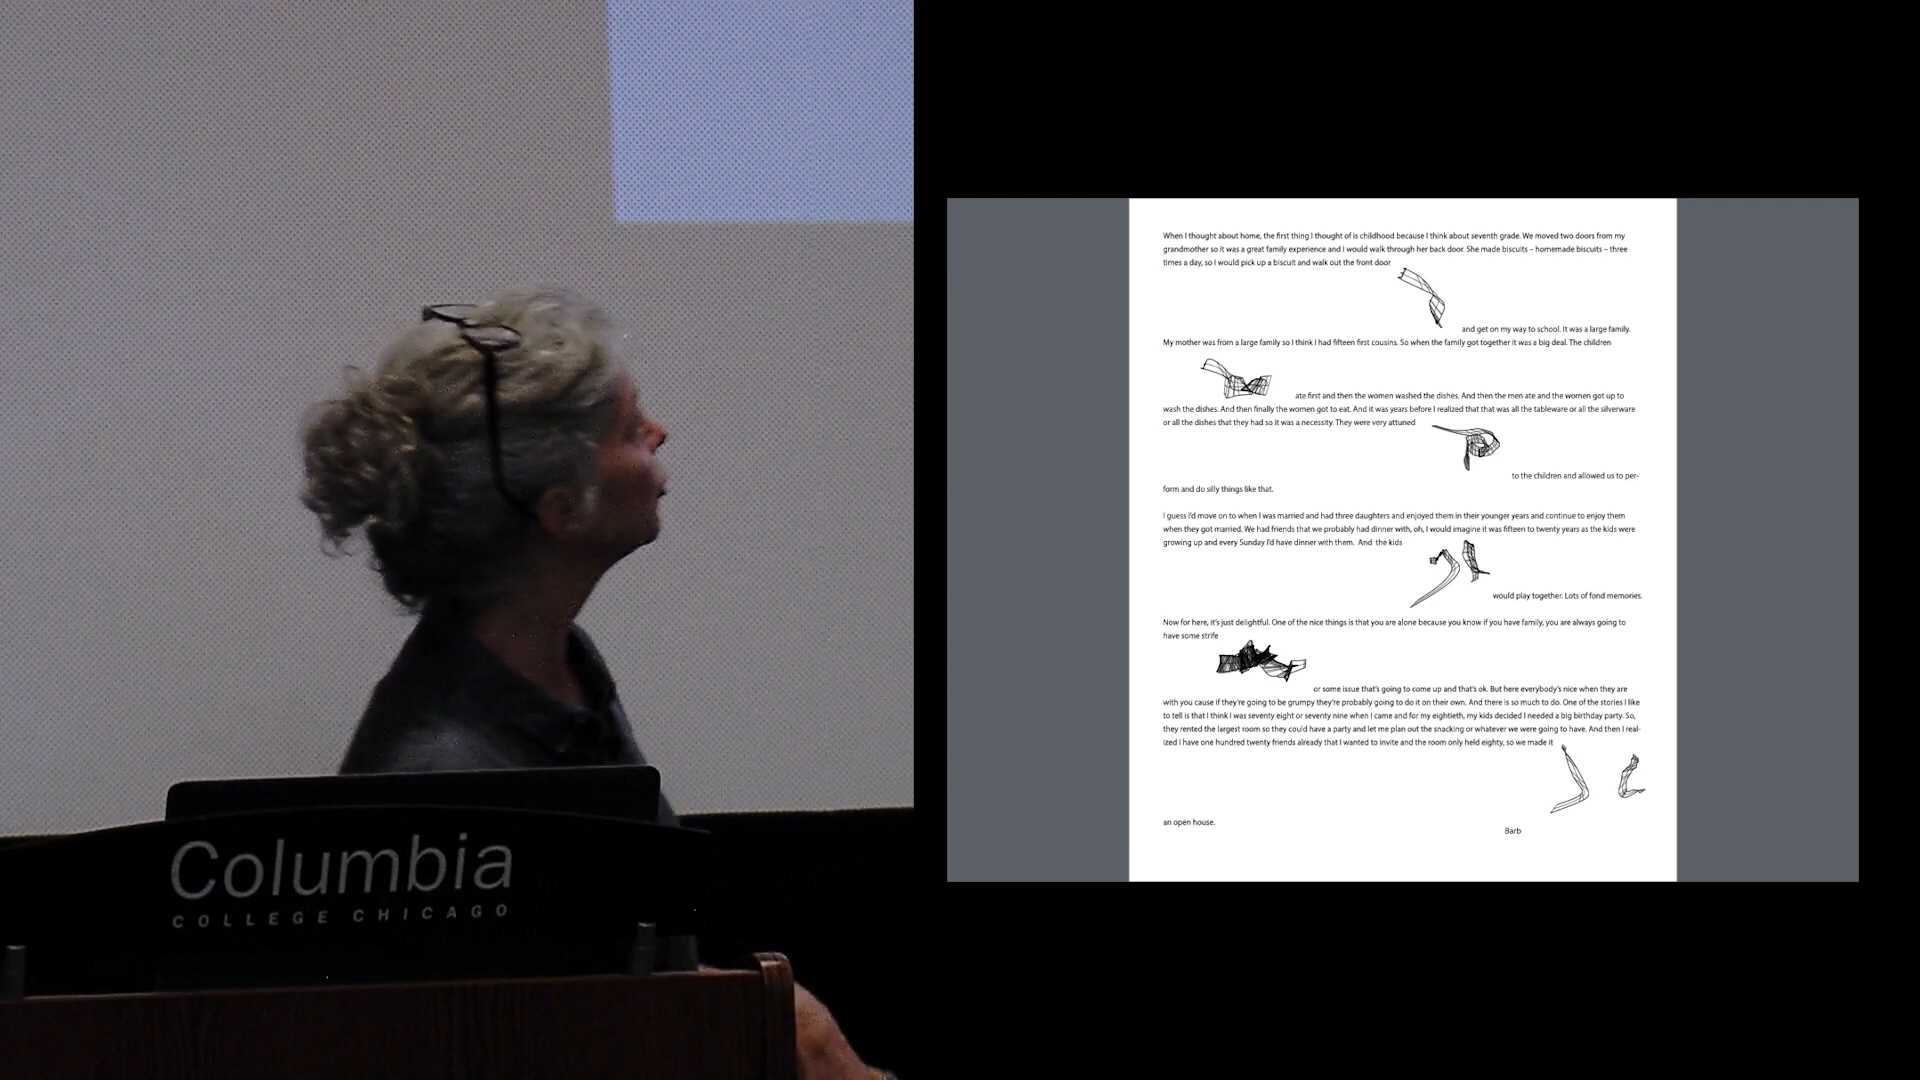 Columbia
COLLEGE CHICAGO
When I thought about home, the first thing I thought of is childhood because I think about seventh grade. We moved two doors from my
grandmother so it was a great family experience and I would walk through her back door. She made biscuits – homemade biscuits – three
times a day, so I would pick up a biscuit and walk out the front door
and get on my way to school. It was a large family.
My mother was from a large family so I think I had fifteen first cousins. So when the family got together it was a big deal. The children
ate first and then the women washed the dishes. And then the men ate and the women got up to
wash the dishes. And then finally the women got to eat. And it was years before I realized that that was all the tableware or all the silverware
or all the dishes that they had so it was a necessity. They were very attuned
to the children and allowed us to per-
form and do silly things like that.
I guess I'd move on to when I was married and had three daughters and enjoyed them in their younger years and continue to enjoy them
when they got married. We had friends that we probably had dinner with, oh, I would imagine it was fifteen to twenty years as the kids were
growing up and every Sunday I'd have dinner with them. And the kids
would play together. Lots of fond memories.
Now for here, it's just delightful. One of the nice things is that you are alone because you know if you have family, you are always going to
have some strife
or some issue that's going to come up and that's ok. But here everybody's nice when they are
with you cause if they're going to be grumpy they're probably going to do it on their own. And there is so much to do. One of the stories I like
to tell is that I think I was seventy eight or seventy nine when I came and for my eightieth, my kids decided I needed a big birthday party. So,
they rented the largest room so they could have a party and let me plan out the snacking or whatever we were going to have. And then I real-
ized I have one hundred twenty friends already that I wanted to invite and the room only held eighty, so we made it
an open house.
Barb